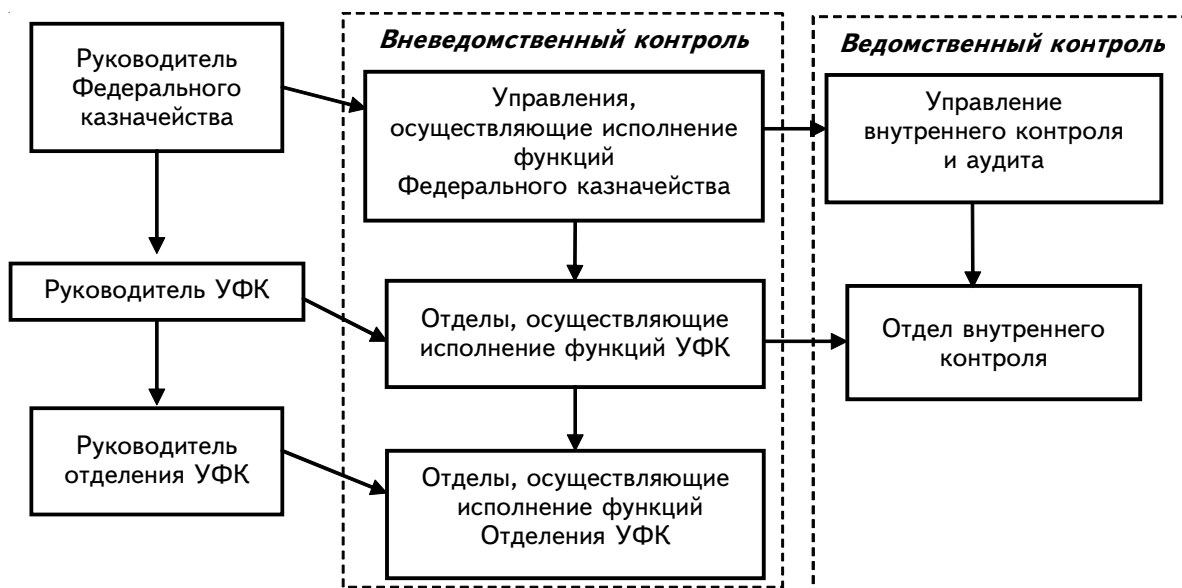 Вневедомственный контроль
Ведомственный контроль
Руководитель
Федерального
казначейства
Управления,
осуществляющие исполнение
функций
Федерального казначейства
Управление
внутреннего контроля
и аудита
Руководитель УФК
Отделы, осуществляющие
исполнение функций УФК
Отдел внутреннего
контроля
Руководитель
отделения УФК
Отделы, осуществляющие
исполнение функций
Отделения УФК